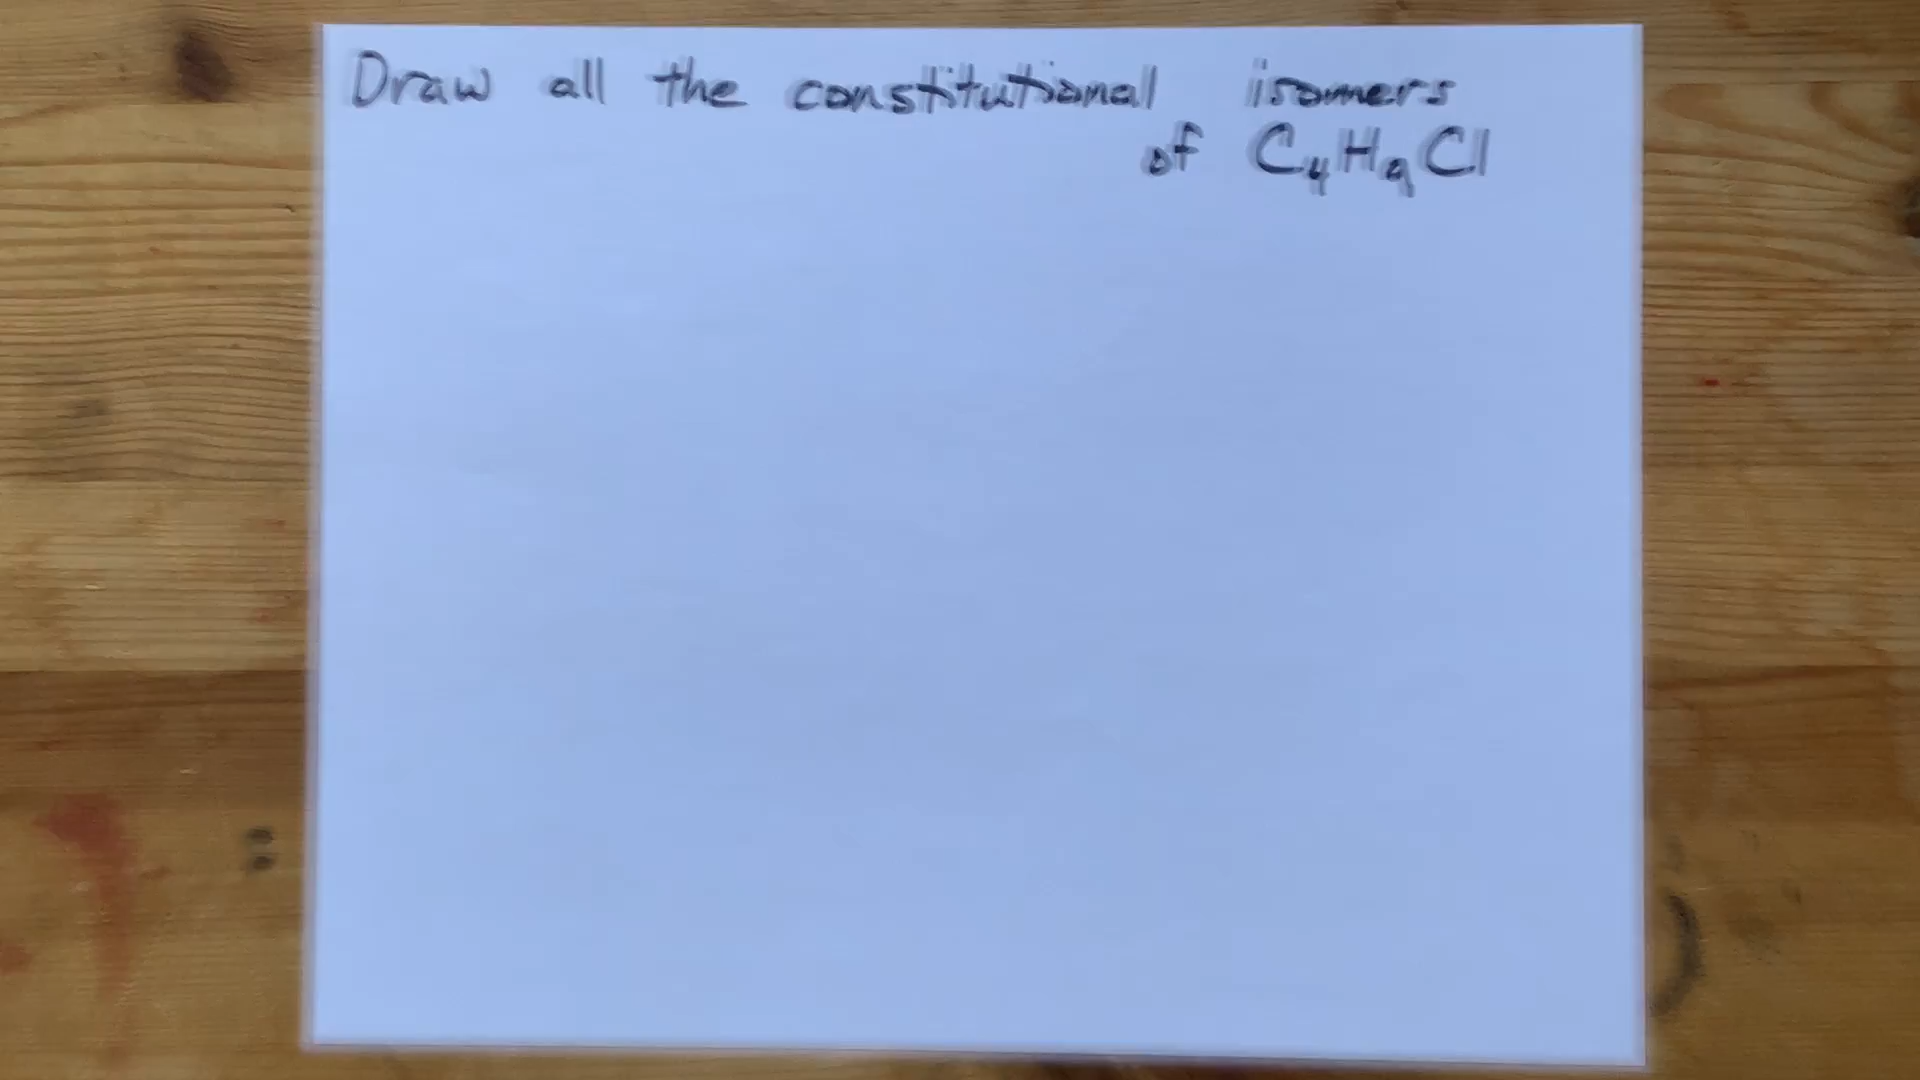 Draw all the constitutional isomers
of C₄H₉Cl